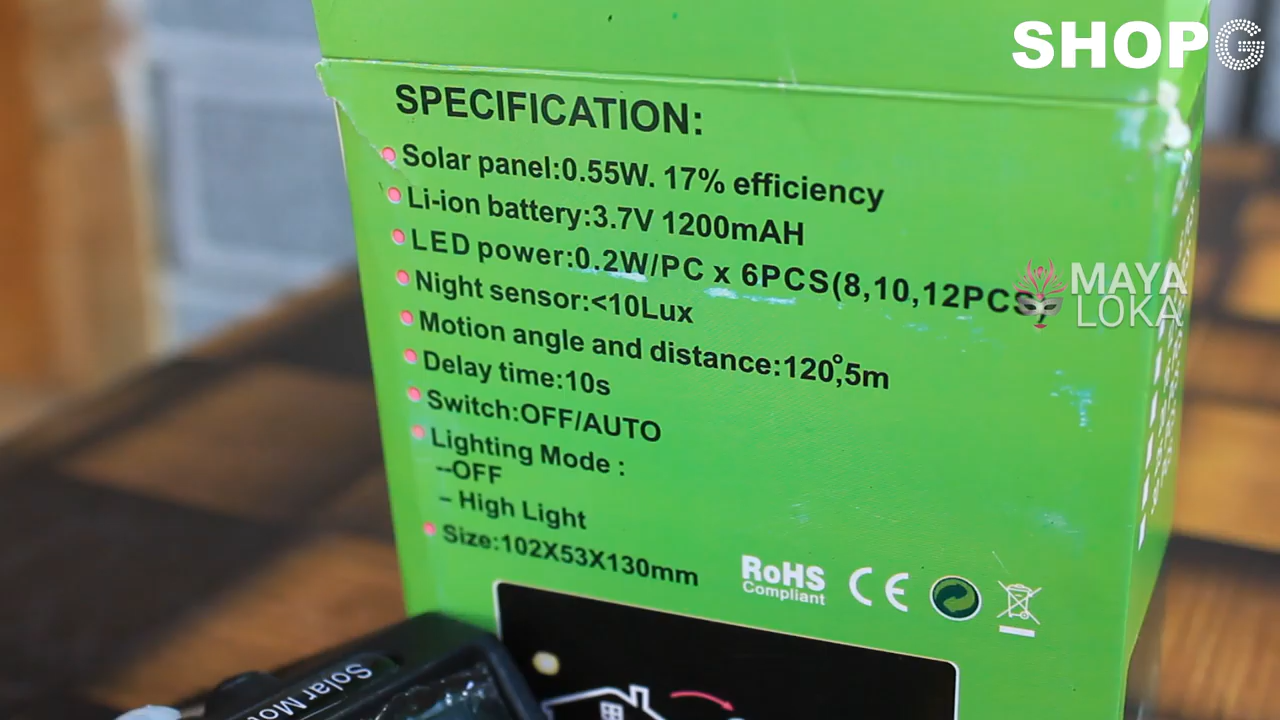 SHOPG
SPECIFICATION:
Solar panel:0.55W. 17% efficiency
Li-ion battery:3.7V 1200mAH
LED power:0.2W/PC x 6PCS(8,10,12PCS)
MAYA
LOKA
Night sensor:<10Lux
Motion angle and distance:120°,5m
Delay time:10s
Switch:OFF/AUTO
Lighting Mode :
--OFF
– High Light
Size:102X53X130mm
RoHS
Compliant
CE
Solar